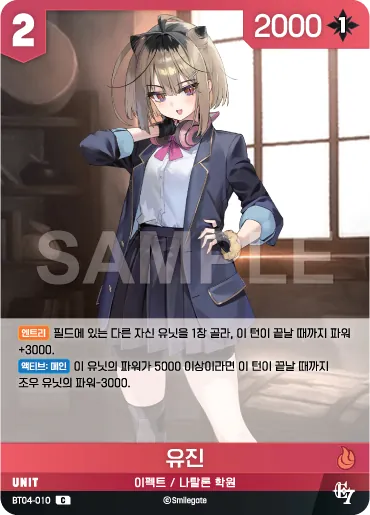 2
2000
1
SAMPLE
엔트리 필드에 있는 다른 자신 유닛을 1장 골라, 이 턴이 끝날 때까지 파워
+3000.
액티브: 메인 이 유닛의 파워가 5000 이상이라면 이 턴이 끝날 때까지
조우 유닛의 파워-3000.
유진
UNIT
이펙트 / 나탈론 학원
BT04-010 C
©Smilegate
E7